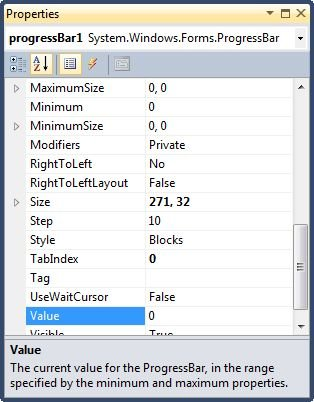 Properties
progressBar1 System.Windows.Forms.ProgressBar
MaximumSize 0, 0
Minimum 0
MinimumSize 0, 0
Modifiers Private
RightToLeft No
RightToLeftLayout False
Size 271, 32
Step 10
Style Blocks
TabIndex 0
Tag
UseWaitCursor False
Value 0
Visible True
Value
The current value for the ProgressBar, in the range
specified by the minimum and maximum properties.